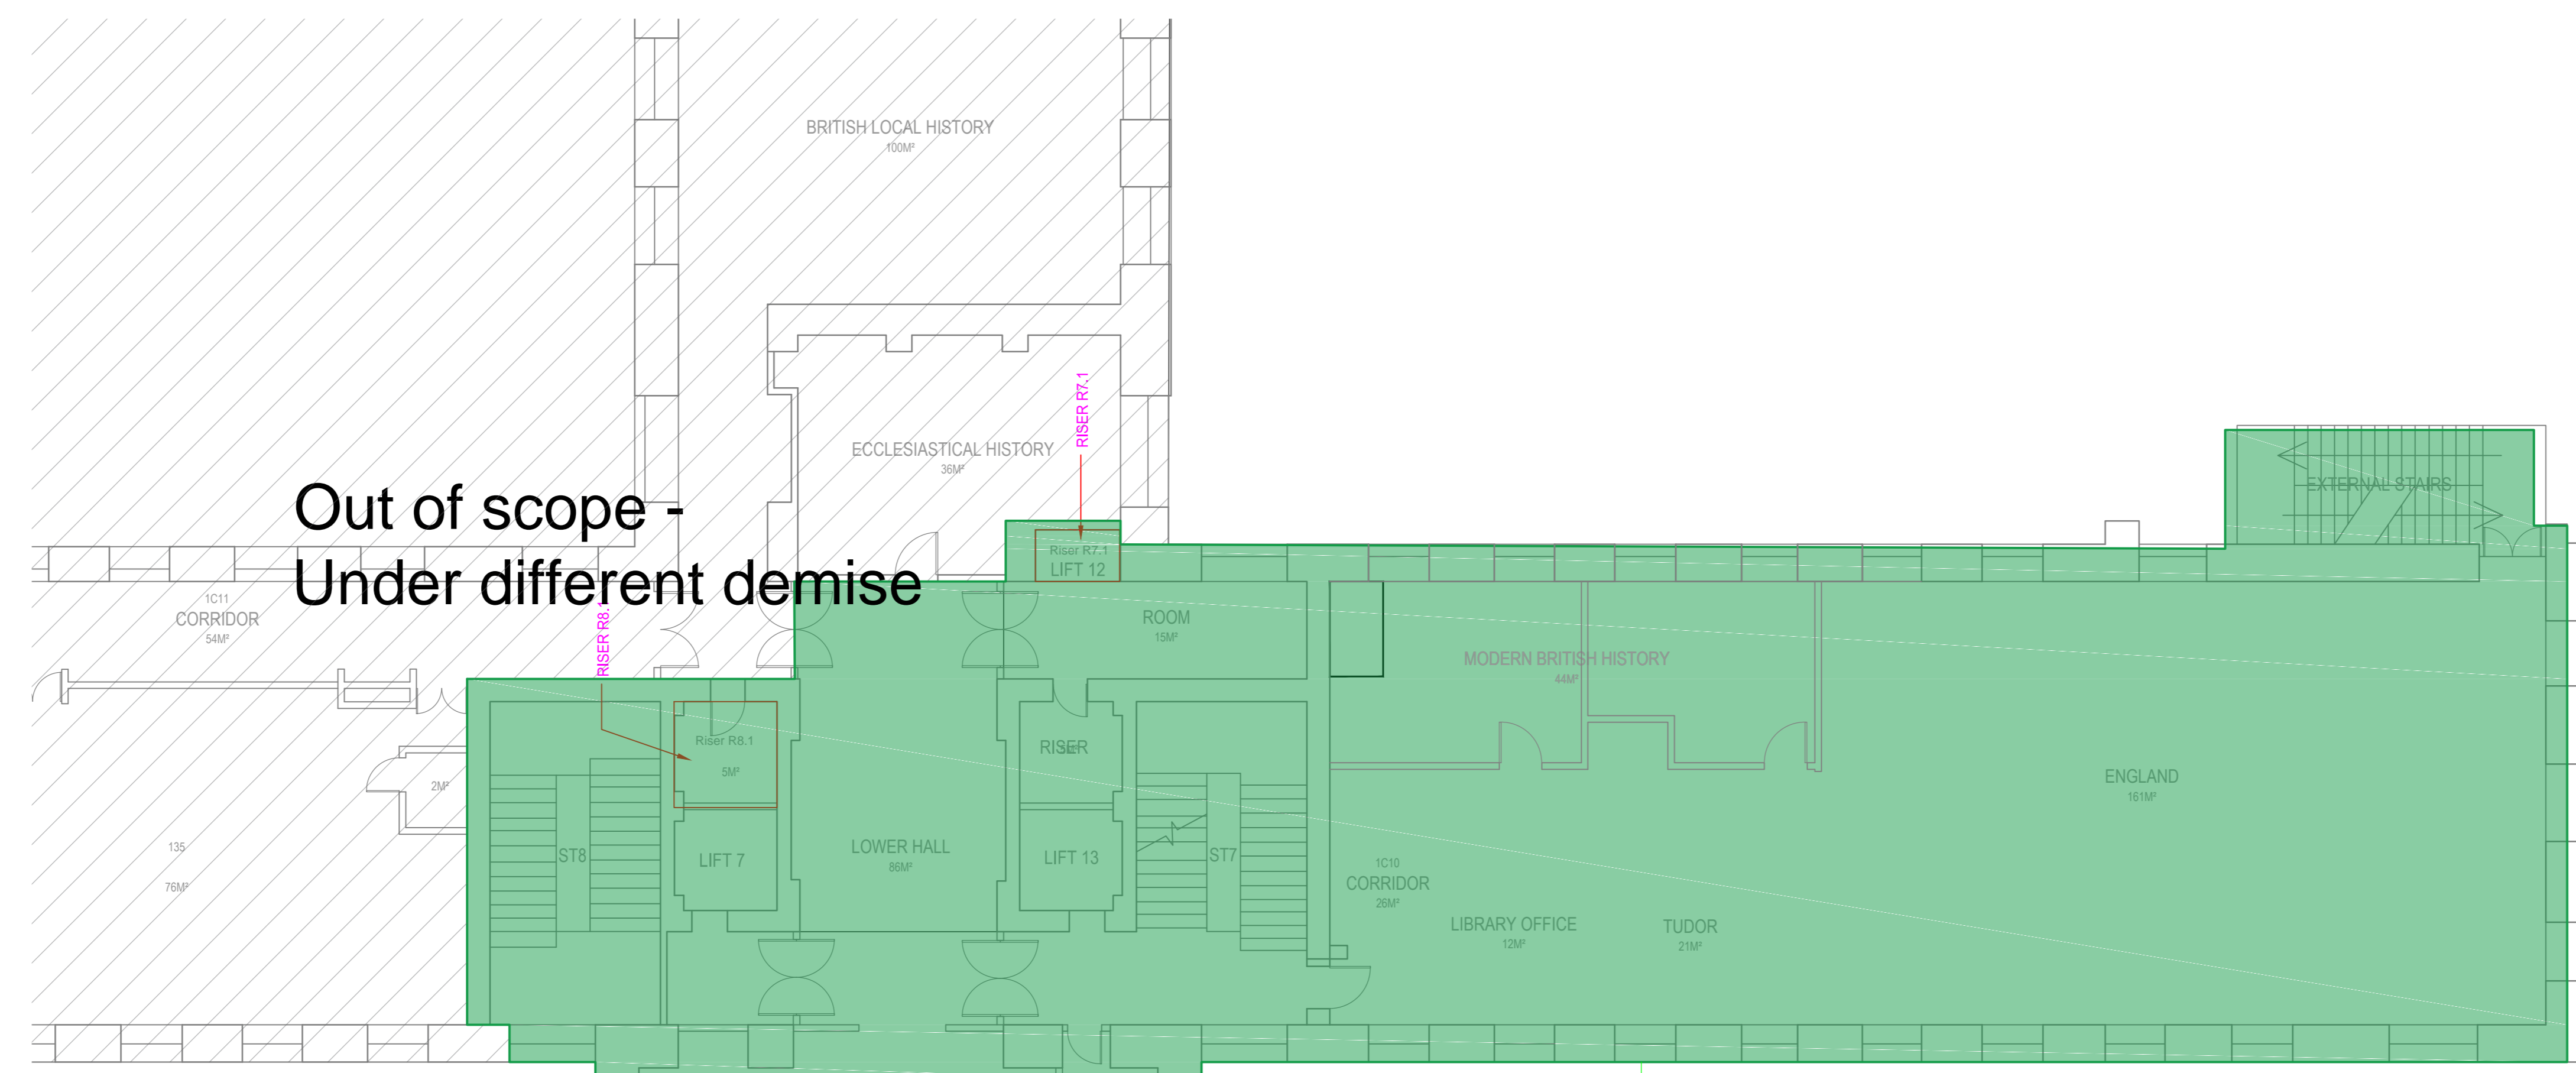 BRITISH LOCAL HISTORY
100M²
RISER R7.1
ECCLESIASTICAL HISTORY
36M²
EXTERNAL STAIRS
Out of scope -
Under different demise
Riser R7.1
LIFT 12
1C11
CORRIDOR
54M²
RISER R8.1
ROOM
15M²
MODERN BRITISH HISTORY
44M²
Riser R8.1
5M²
RISER
2M²
ENGLAND
161M²
135
76M²
ST8
LIFT 7
LOWER HALL
86M²
LIFT 13
ST7
1C10
CORRIDOR
26M²
LIBRARY OFFICE
12M²
TUDOR
21M²